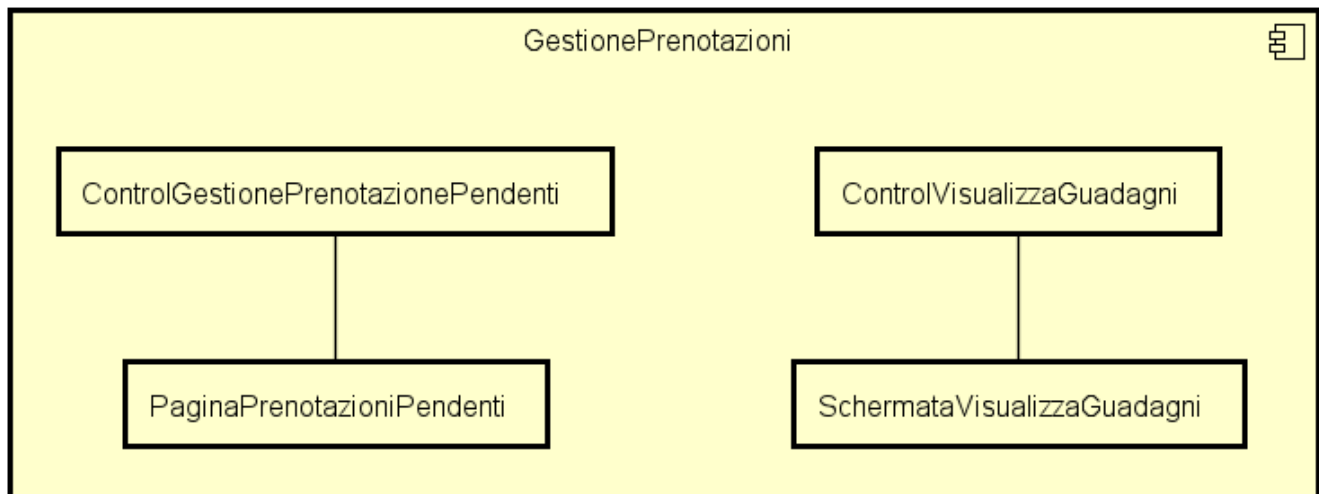 GestionePrenotazioni
ControlGestionePrenotazionePendenti
ControlVisualizzaGuadagni
PaginaPrenotazioniPendenti
SchermataVisualizzaGuadagni